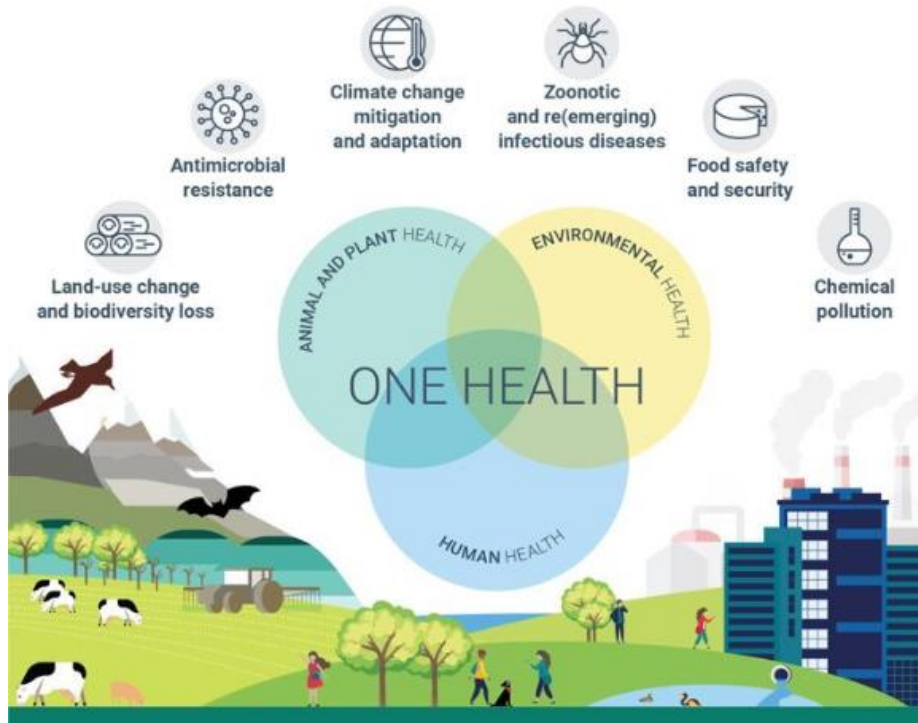 Climate change
mitigation
and adaptation
Zoonotic
and re(emerging)
infectious diseases
Antimicrobial
resistance
Food safety
and security
Land-use change
and biodiversity loss
Chemical
pollution
ANIMAL AND PLANT HEALTH
ENVIRONMENTAL HEALTH
ONE HEALTH
HUMAN HEALTH